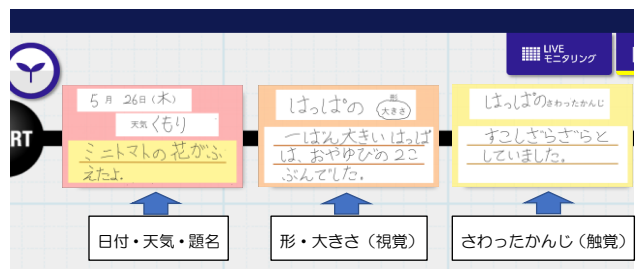 LIVE
モニタリング
RT
5月 26日(木)
天気 くもり
ミニトマトの花がふ
えたよ.
はっぱの 形
大きさ
一ばん大きい はっぱ
は、おやゆびの 2こ
ぶんでした。
はっぱの さわったかんじ
すこしざらざらと
していました。
日付・天気・題名
形・大きさ(視覚)
さわったかんじ(触覚)